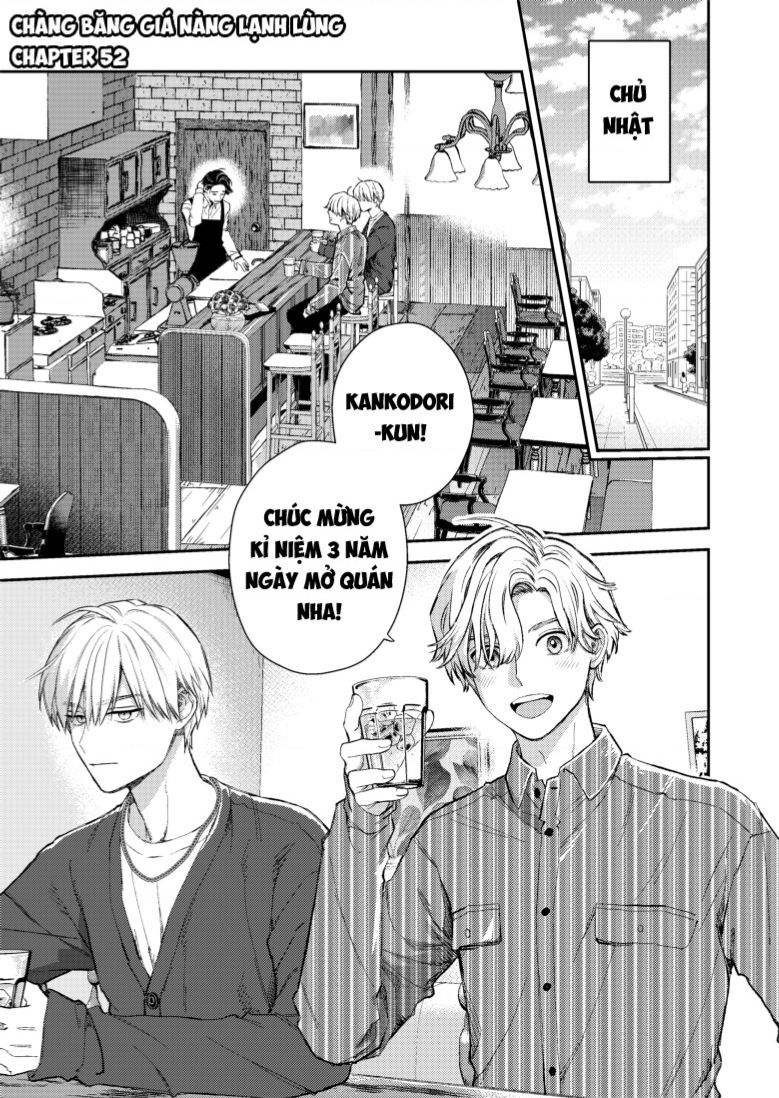 CHÀNG BĂNG GIÁ NÀNG LẠNH LÙNG
CHAPTER 52
CHỦ
NHẬT
KANKODORI
-KUN!
CHÚC MỪNG
KỈ NIỆM 3 NĂM
NGÀY MỞ QUÁN
NHA!